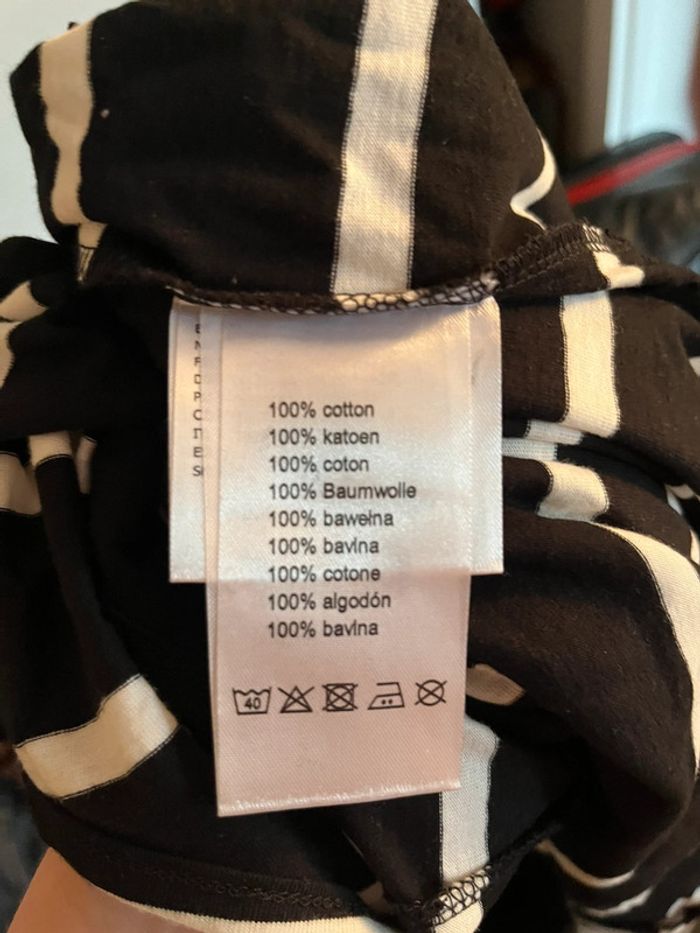 100% cotton
100% katoen
100% coton
100% Baumwolle
100% bawełna
100% bavlna
100% cotone
100% algodón
100% bavlna
40